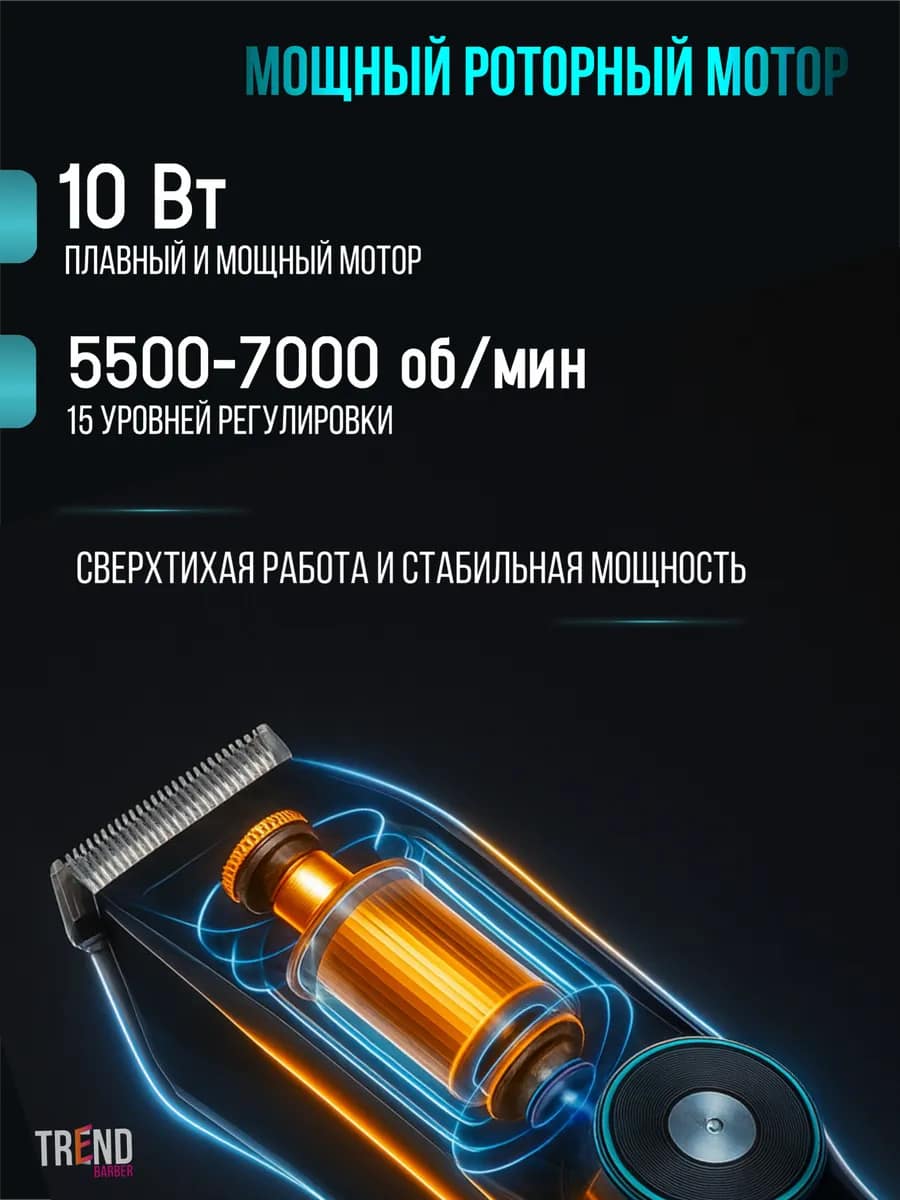 МОЩНЫЙ РОТОРНЫЙ МОТОР
10 Вт
ПЛАВНЫЙ И МОЩНЫЙ МОТОР
5500-7000 об/мин
15 УРОВНЕЙ РЕГУЛИРОВКИ
СВЕРХТИХАЯ РАБОТА И СТАБИЛЬНАЯ МОЩНОСТЬ
TREND
BARBER